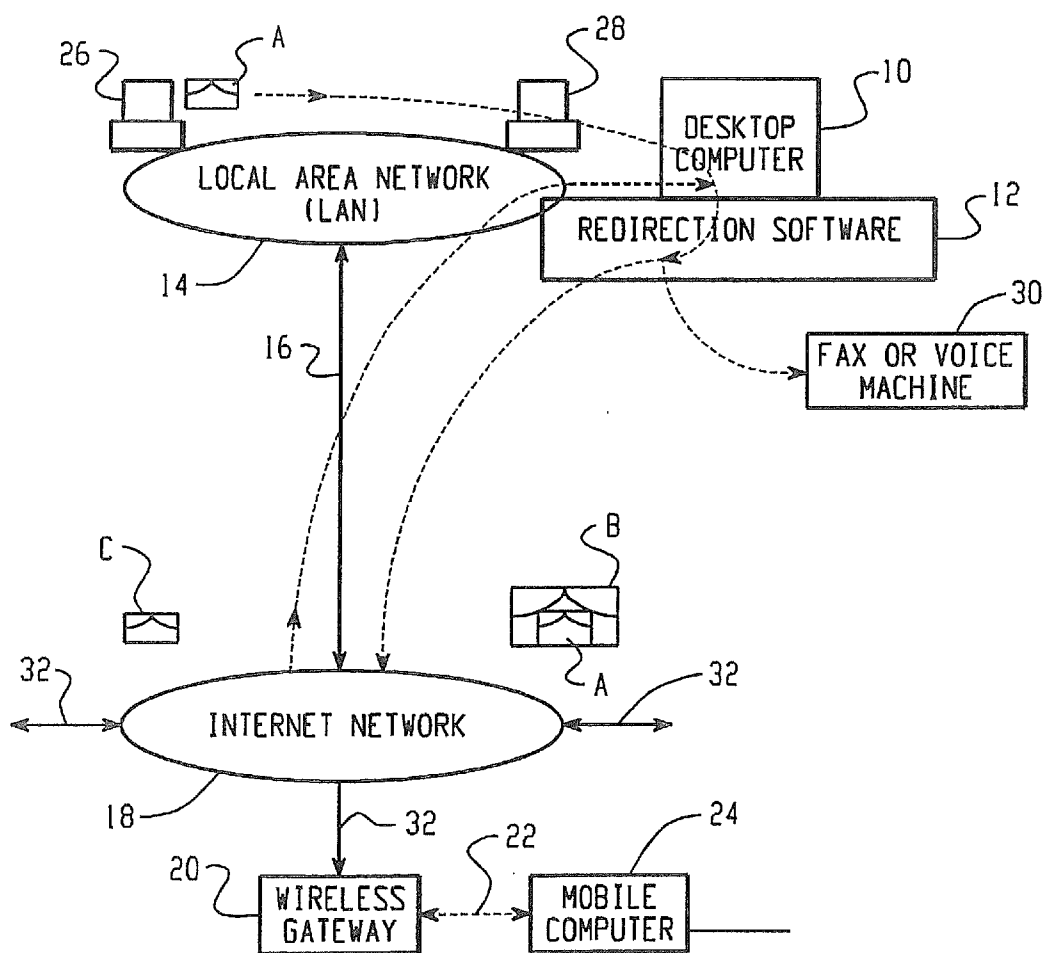 26
A
28
10
DESKTOP
COMPUTER
LOCAL AREA NETWORK
(LAN)
12
REDIRECTION SOFTWARE
14
30
16
FAX OR VOICE
MACHINE
C
B
A
32
32
INTERNET NETWORK
18
32
22
24
20
WIRELESS
GATEWAY
MOBILE
COMPUTER